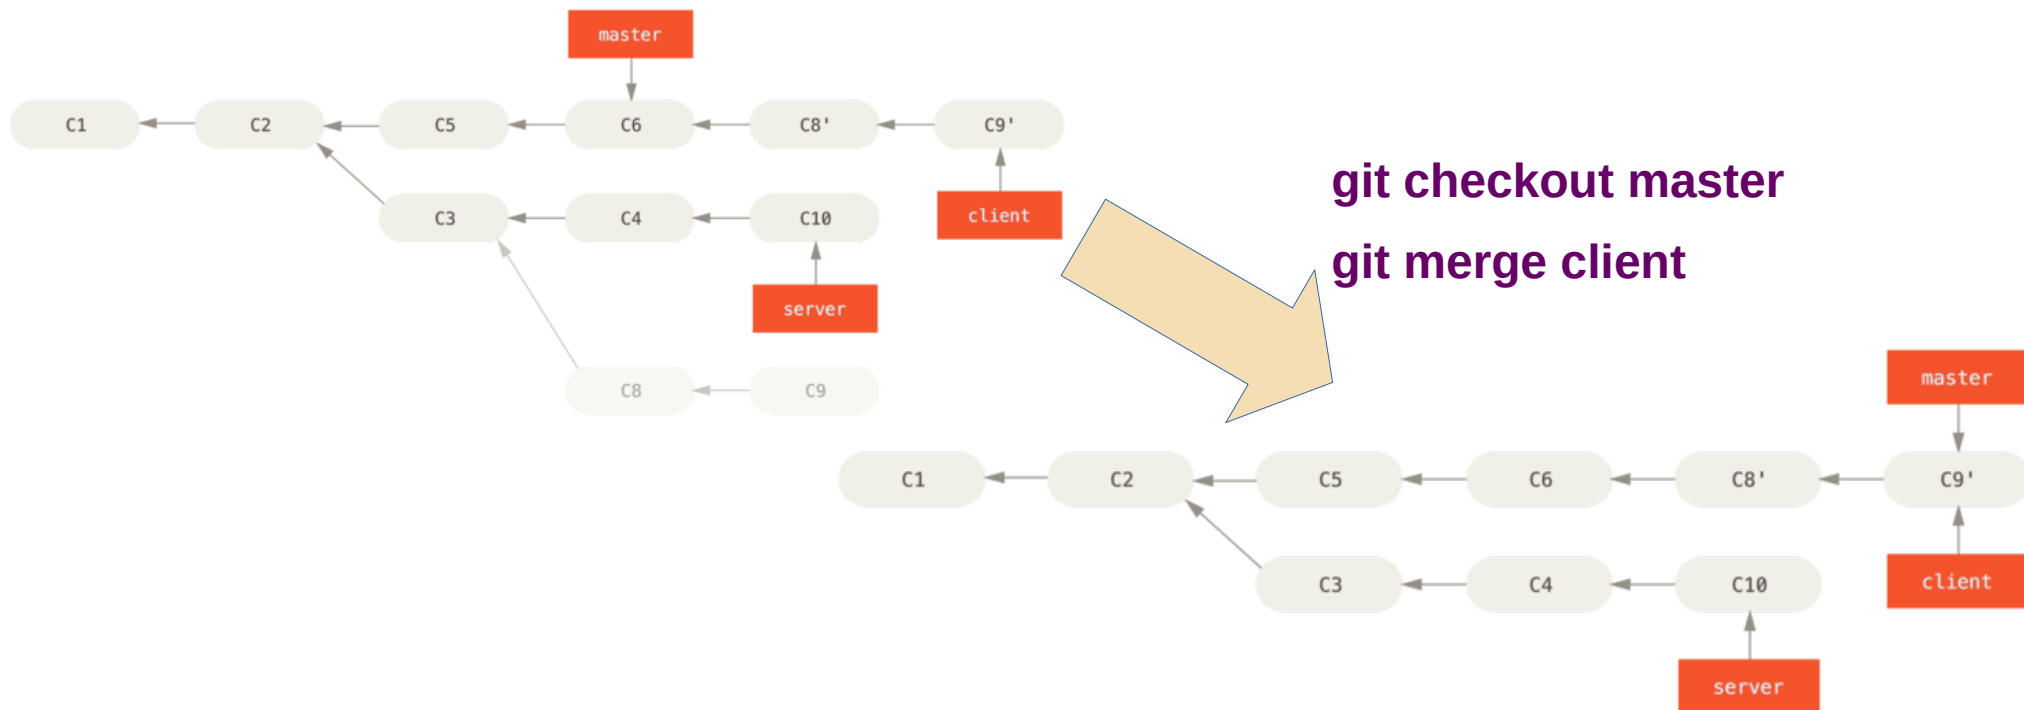 master
C1 C2 C5 C6 C8' C9'
git checkout master
C3 C4 C10 client
git merge client
server
C8 C9
master
C1 C2 C5 C6 C8' C9'
C3 C4 C10 client
server